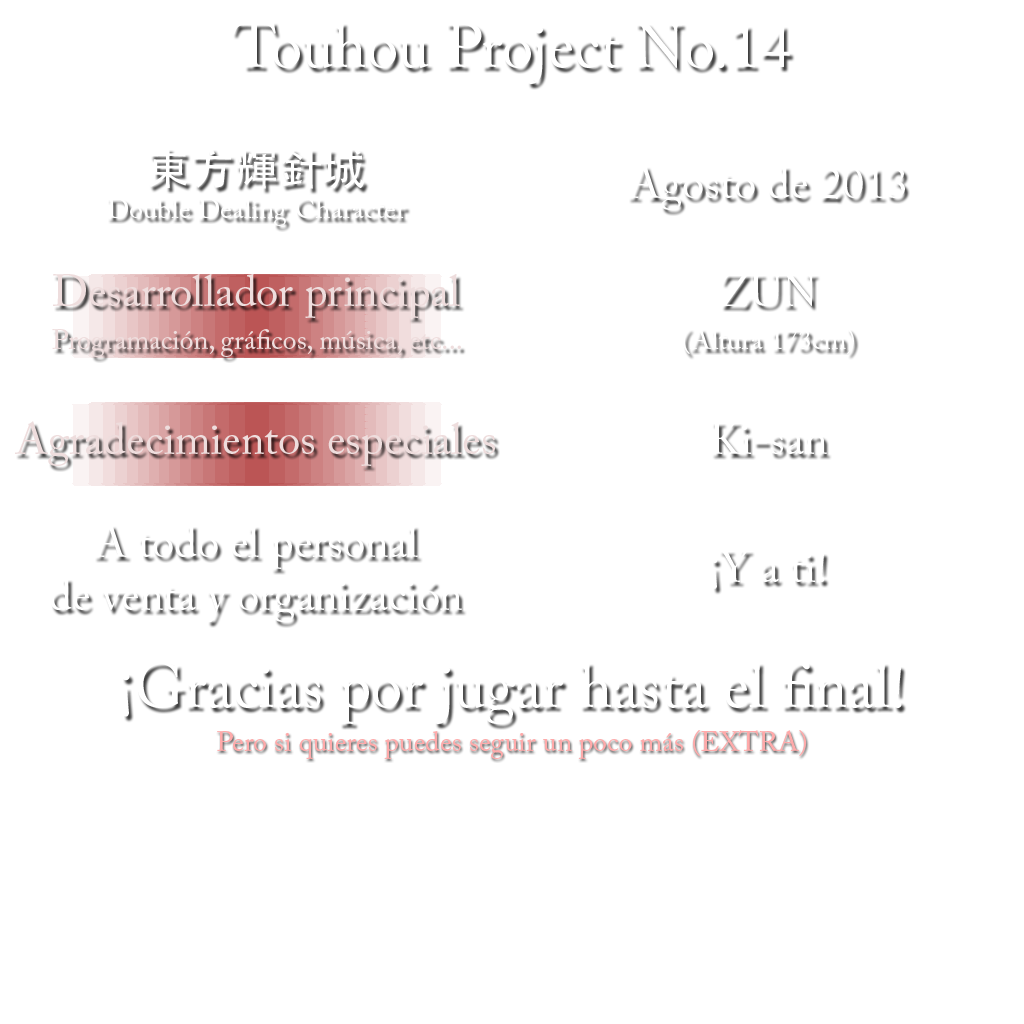 Touhou Project No.14
東方輝針城
Double Dealing Character
Agosto de 2013
Desarrollador principal
Programación, gráficos, música, etc...
ZUN
(Altura 173cm)
Agradecimientos especiales
Ki-san
A todo el personal
de venta y organización
¡Y a ti!
¡Gracias por jugar hasta el final!
Pero si quieres puedes seguir un poco más (EXTRA)